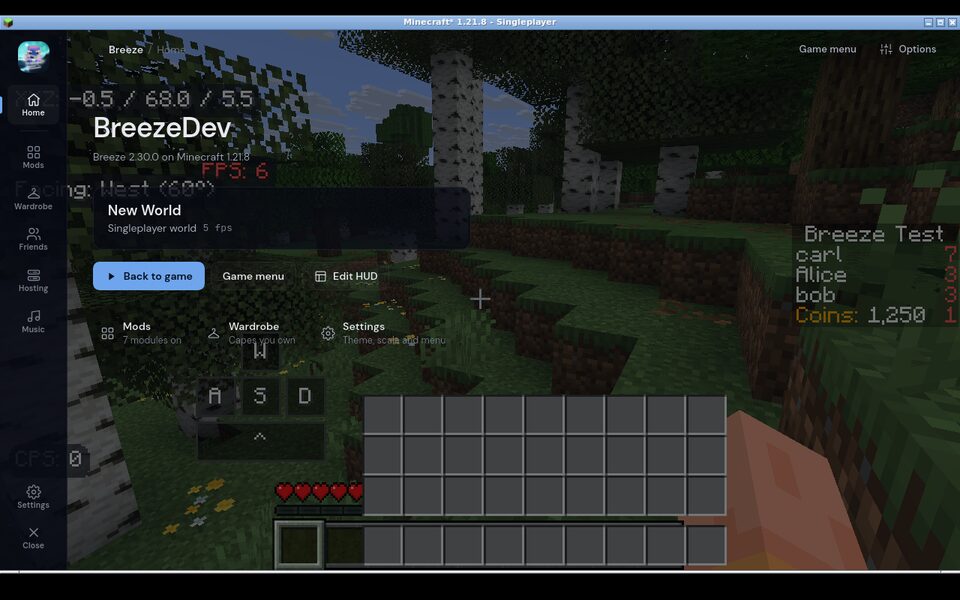 Minecraft* 1.21.8 - Singleplayer
Breeze / Home
Game menu
Options
-0.5 / 68.0 / 5.5
Home
BreezeDev
Breeze 2.30.0 on Minecraft 1.21.8
FPS: 6
Mods
Facing: West (60°)
Wardrobe
New World
Singleplayer world 5 fps
Friends
Breeze Test
carl 7
Alice 3
bob 3
Coins: 1,250 1
Hosting
Back to game
Game menu
Edit HUD
Music
Mods
7 modules on
Wardrobe
Capes you own
Settings
Theme, scale and menu
W
A
S
D
^
CPS: 0
Settings
Close